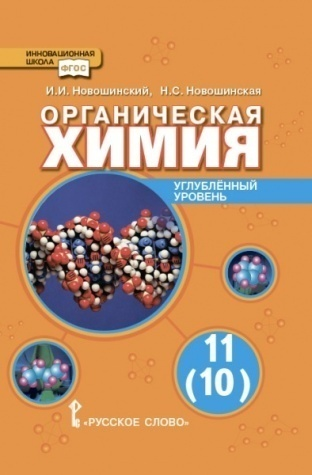 ИННОВАЦИОННАЯ
ШКОЛА
ФГОС
И.И. Новошинский, Н.С. Новошинская
ОРГАНИЧЕСКАЯ
ХИМИЯ
УГЛУБЛЁННЫЙ
УРОВЕНЬ
11
(10)
«РУССКОЕ СЛОВО»